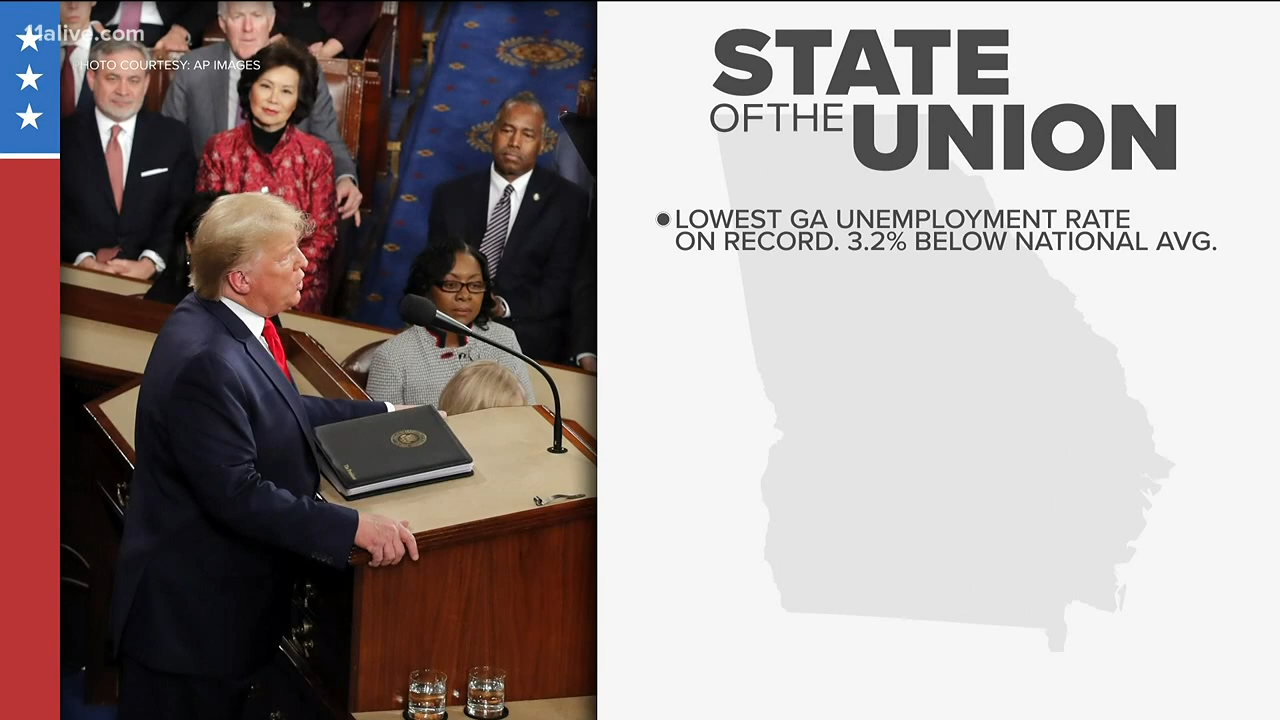 11alive.com
PHOTO COURTESY: AP IMAGES
STATE
OF THE UNION
LOWEST GA UNEMPLOYMENT RATE
ON RECORD. 3.2% BELOW NATIONAL AVG.